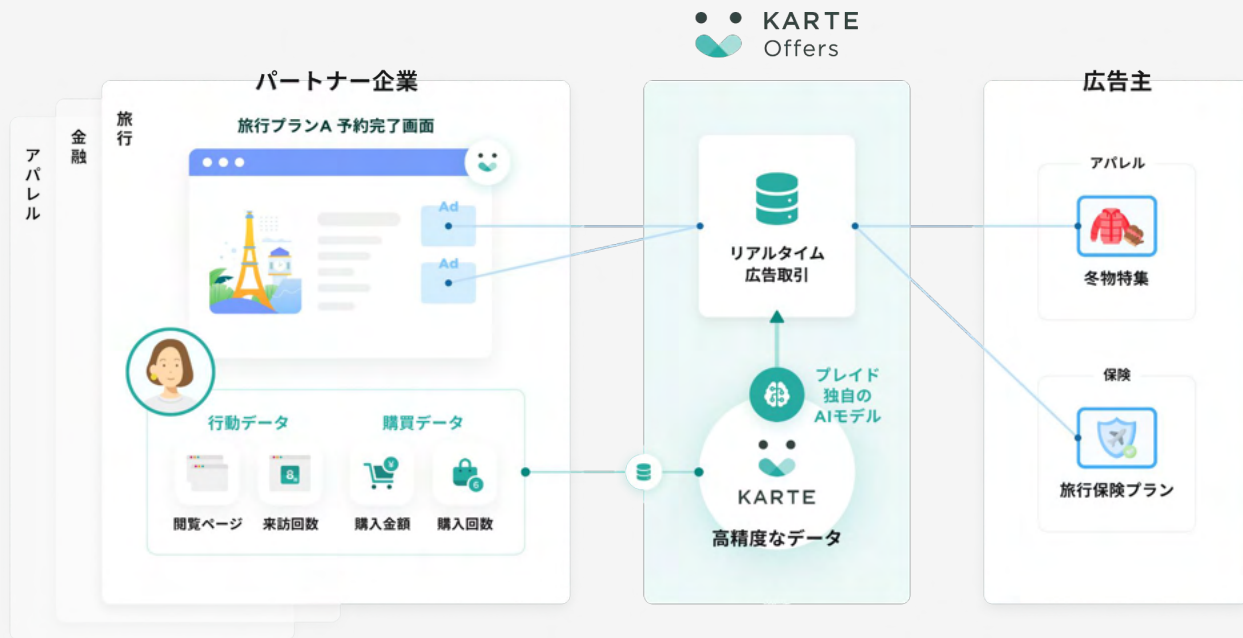 KARTE
Offers
パートナー企業
広告主
旅行
金融
アパレル
旅行プランA 予約完了画面
Ad
Ad
リアルタイム
広告取引
アパレル
冬物特集
プレイド
独自の
AIモデル
保険
旅行保険プラン
行動データ
購買データ
8
¥
6
閲覧ページ
来訪回数
購入金額
購入回数
KARTE
高精度なデータ